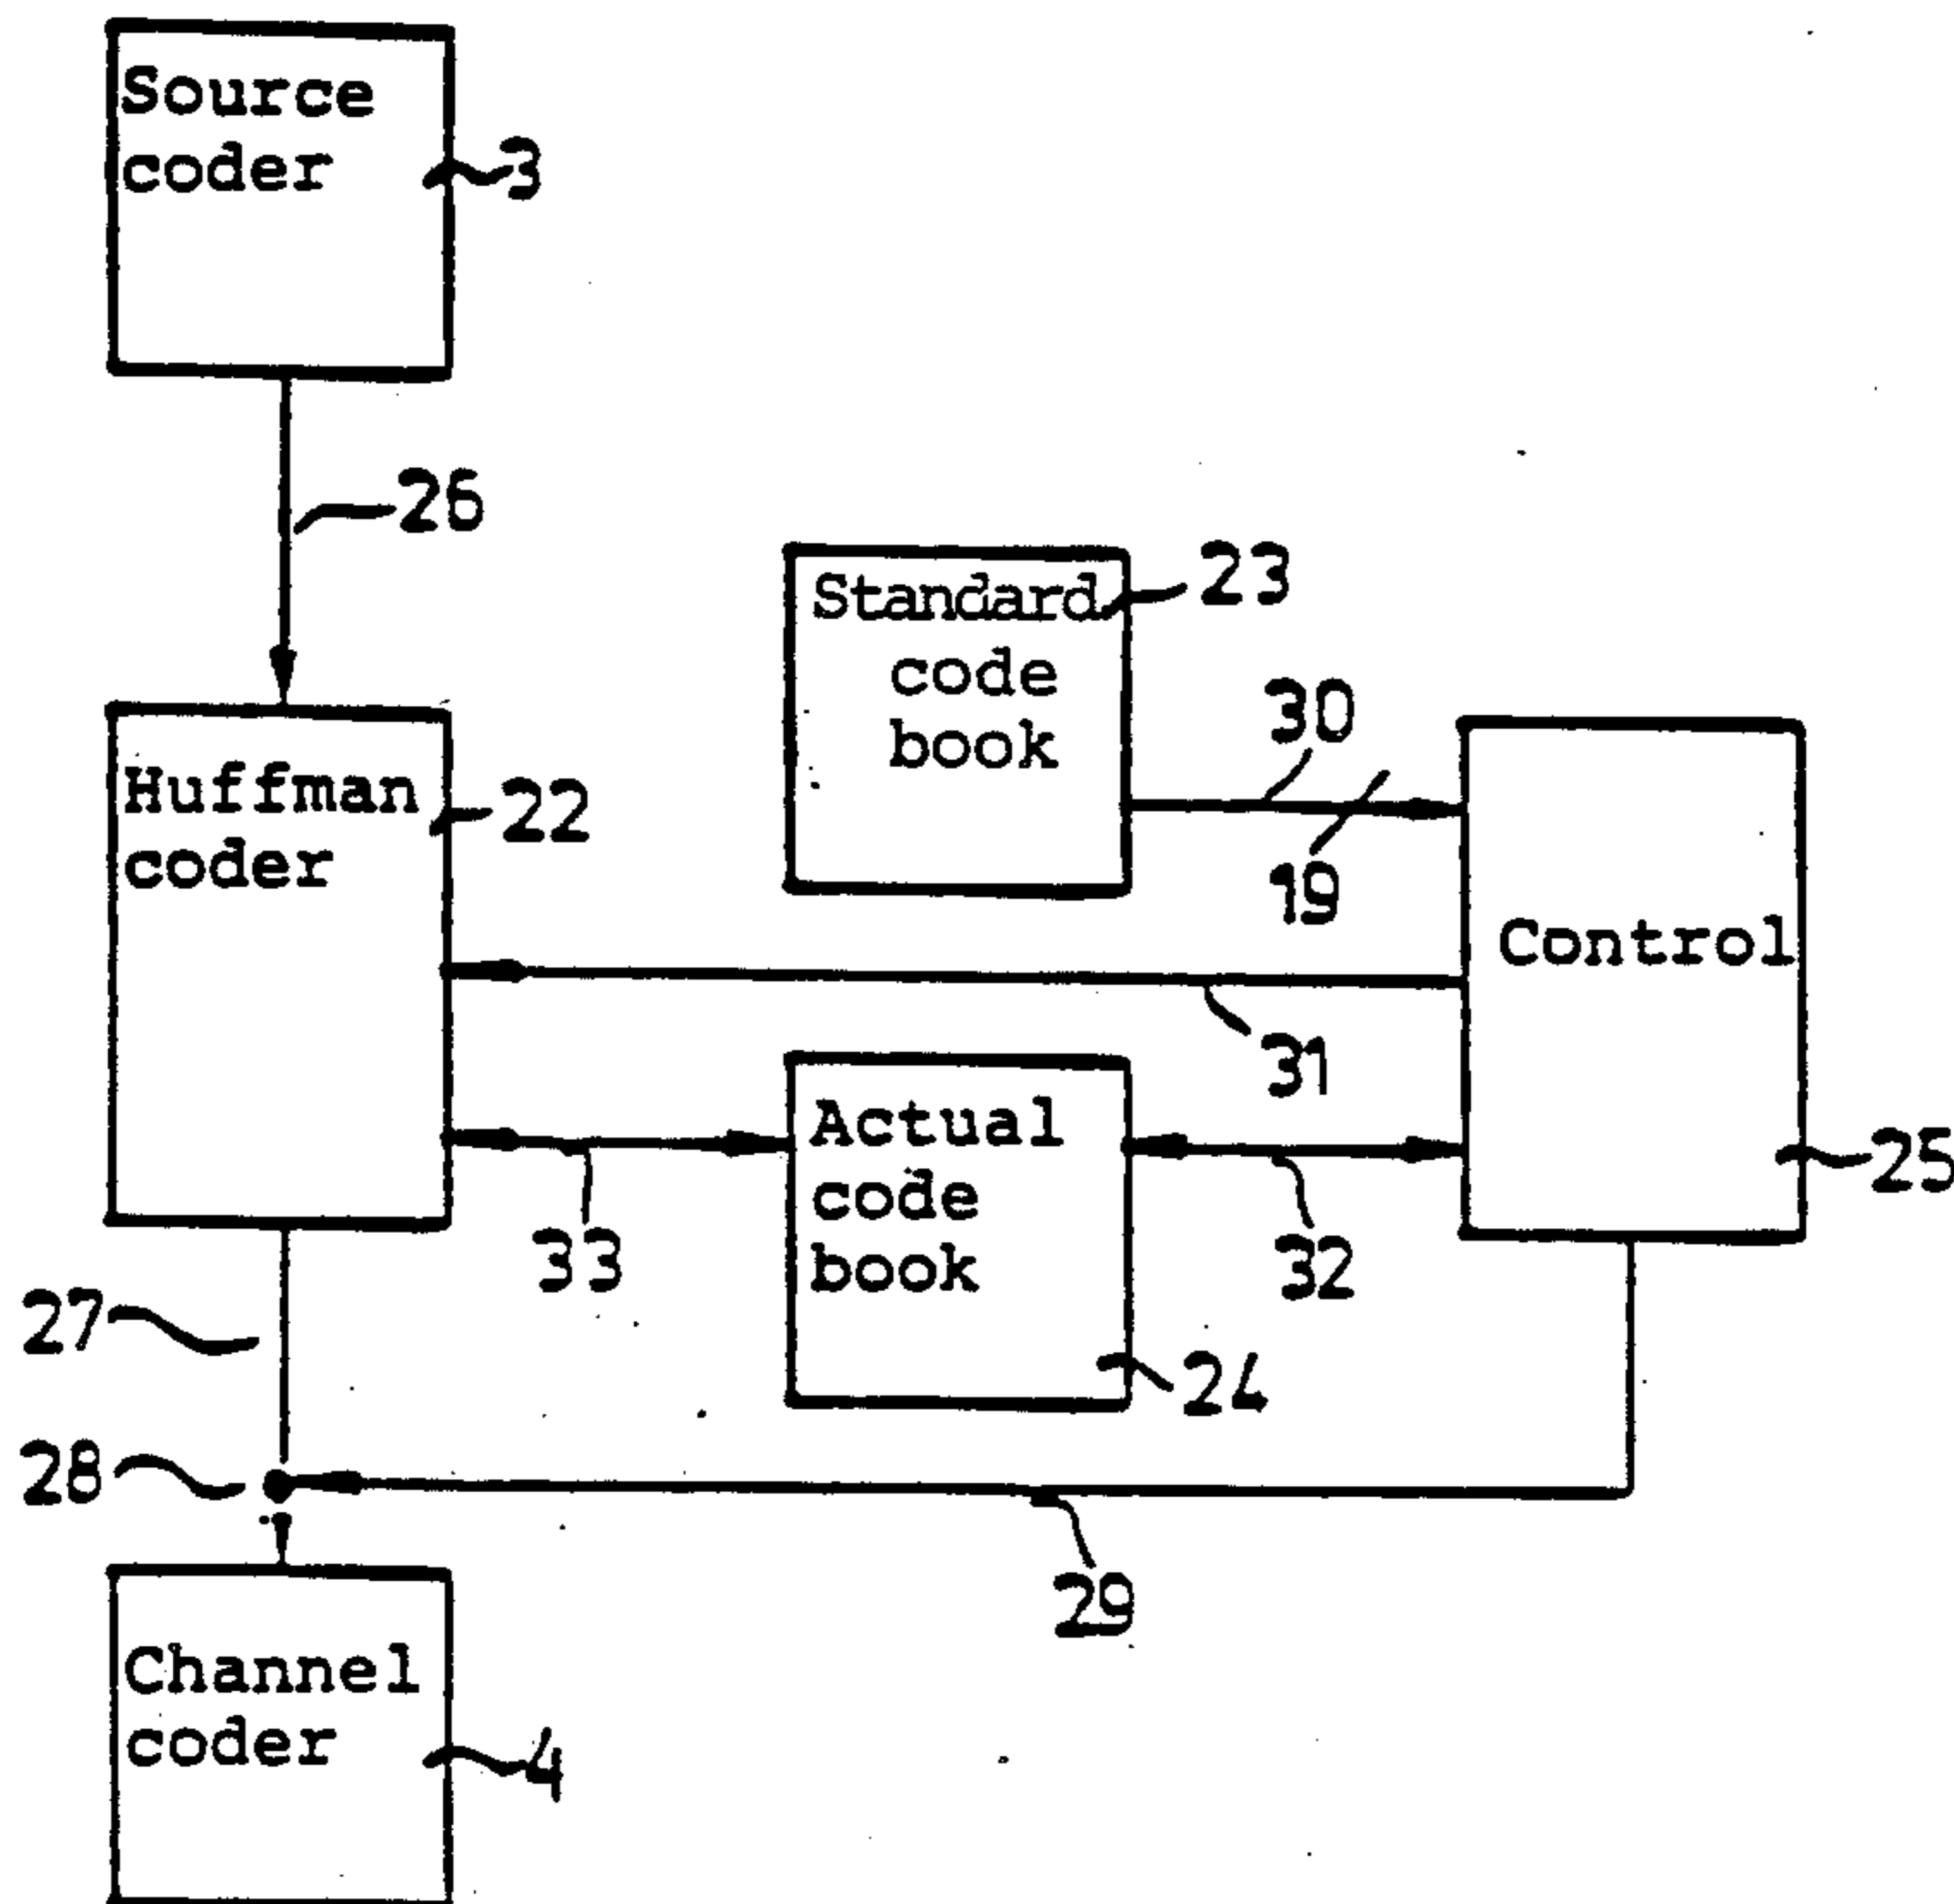 Source
coder
3
26
Standard
code
book
23
30
19
Huffman
coder
22
Control
25
31
Actual
code
book
24
33
32
27
28
29
Channel
coder
4